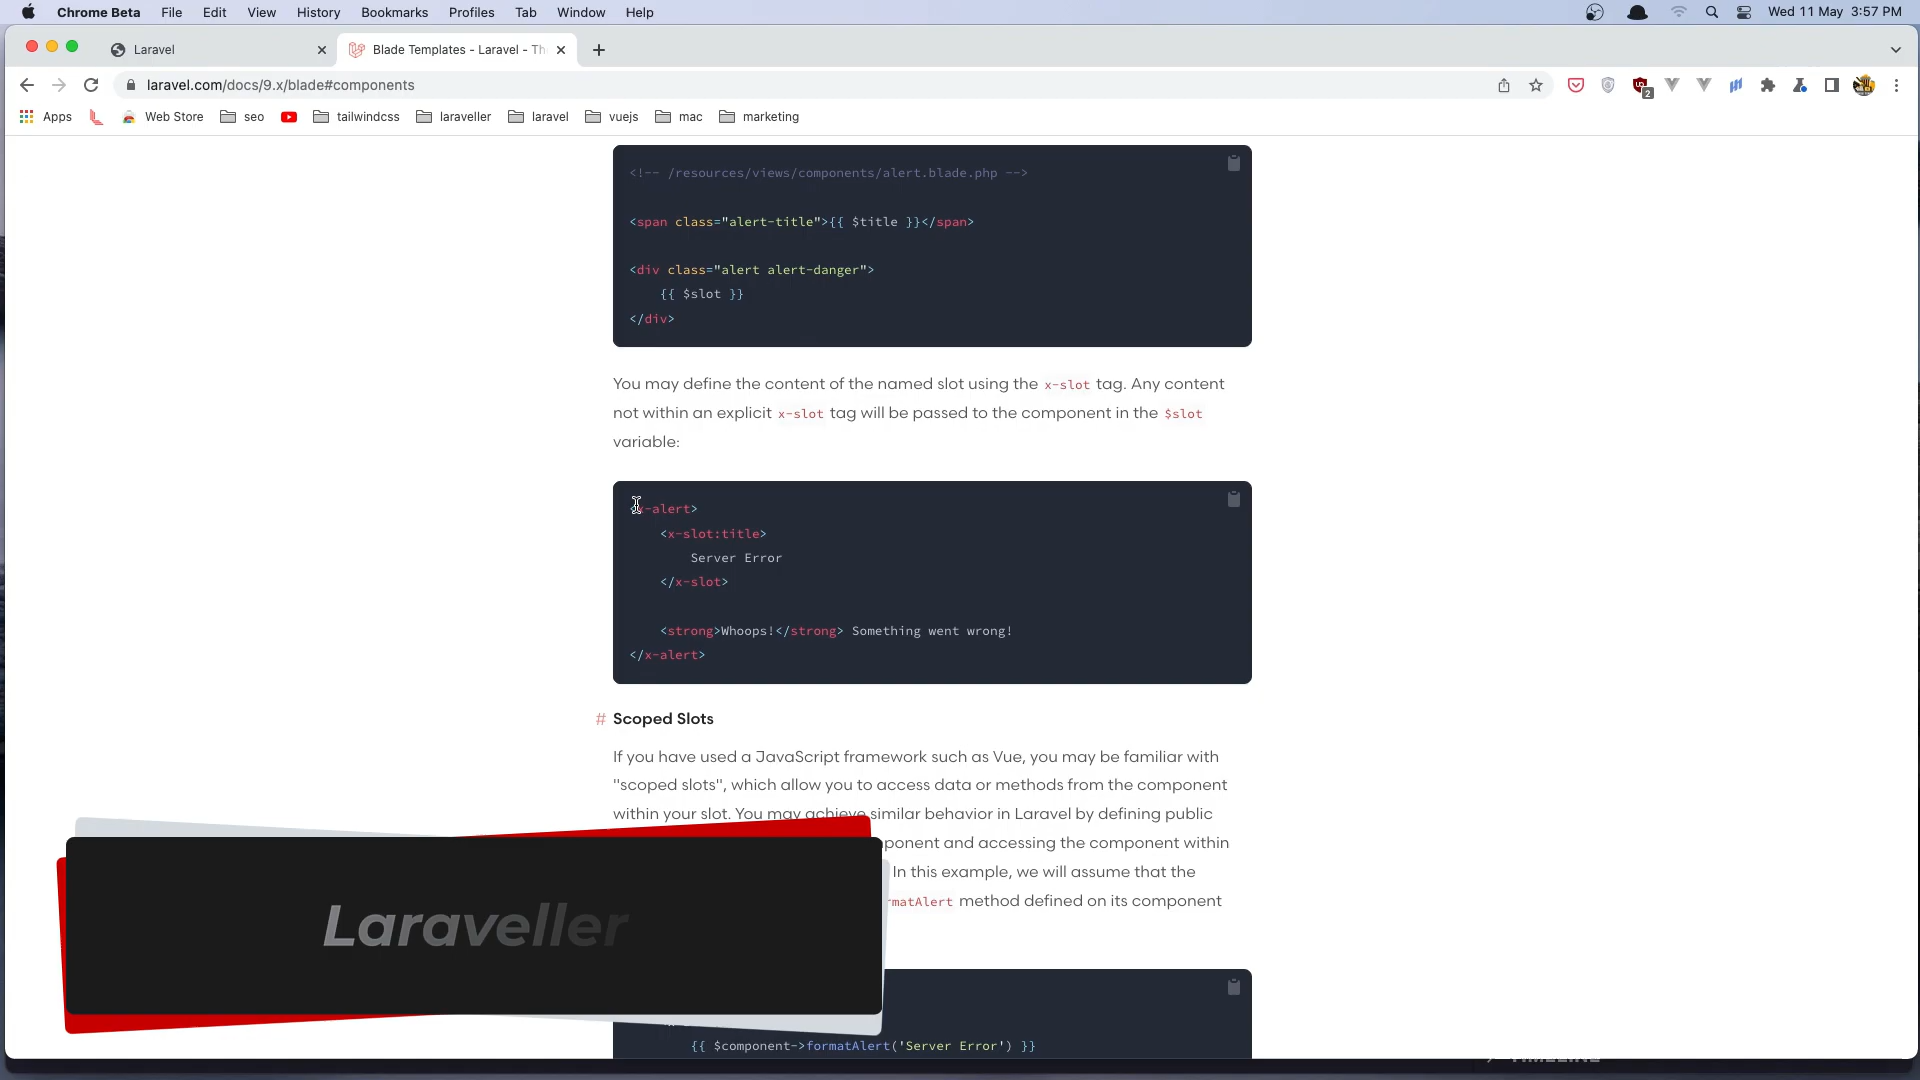 Chrome Beta File Edit View History Bookmarks Profiles Tab Window Help Wed 11 May 3:57 PM
Laravel Blade Templates - Laravel - Th
laravel.com/docs/9.x/blade#components 2
Apps Web Store seo tailwindcss laraveller laravel vuejs mac marketing
<!-- /resources/views/components/alert.blade.php -->
<span class="alert-title">{{ $title }}</span>
<div class="alert alert-danger">
{{ $slot }}
</div>
You may define the content of the named slot using the x-slot tag. Any content
not within an explicit x-slot tag will be passed to the component in the $slot
variable:
<x-alert>
<x-slot:title>
Server Error
</x-slot>
<strong>Whoops!</strong> Something went wrong!
</x-alert>
# Scoped Slots
If you have used a JavaScript framework such as Vue, you may be familiar with
"scoped slots", which allow you to access data or methods from the component
within your slot. You may achieve similar behavior in Laravel by defining public
ponent and accessing the component within
In this example, we will assume that the
rmatAlert method defined on its component
Laraveller
{{ $component->formatAlert('Server Error') }}